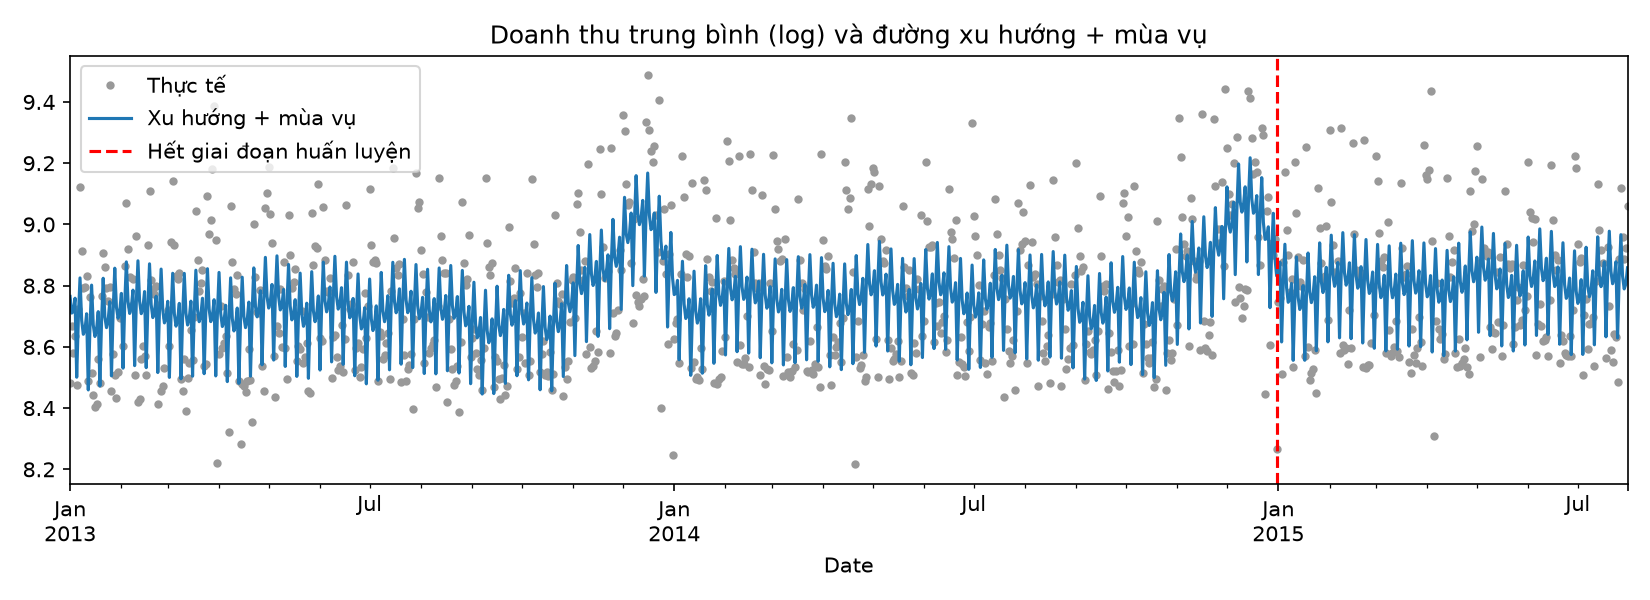 Doanh thu trung bình (log) và đường xu hướng + mùa vụ
Thực tế
Xu hướng + mùa vụ
Hết giai đoạn huấn luyện
9.4
9.2
9.0
8.8
8.6
8.4
8.2
Jan Jul Jan Jul Jan Jul
2013 2014 2015
Date